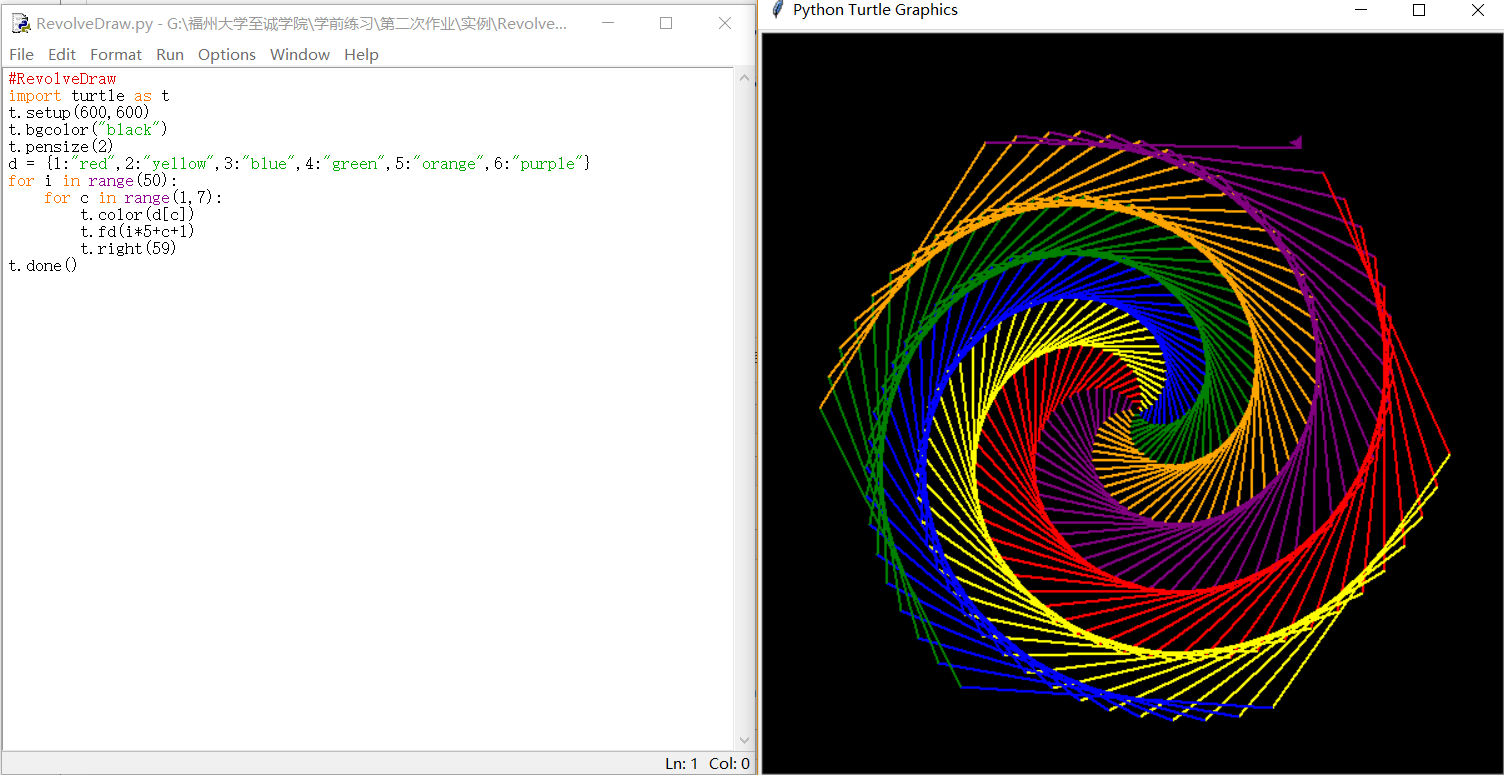 RevolveDraw.py - G:\福州大学至诚学院\学前练习\第二次作业\实例\Revolve...
File Edit Format Run Options Window Help
#RevolveDraw
import turtle as t
t.setup(600,600)
t.bgcolor("black")
t.pensize(2)
d = {1:"red",2:"yellow",3:"blue",4:"green",5:"orange",6:"purple"}
for i in range(50):
    for c in range(1,7):
        t.color(d[c])
        t.fd(i*5+c+1)
        t.right(59)
t.done()
Ln: 1 Col: 0
Python Turtle Graphics